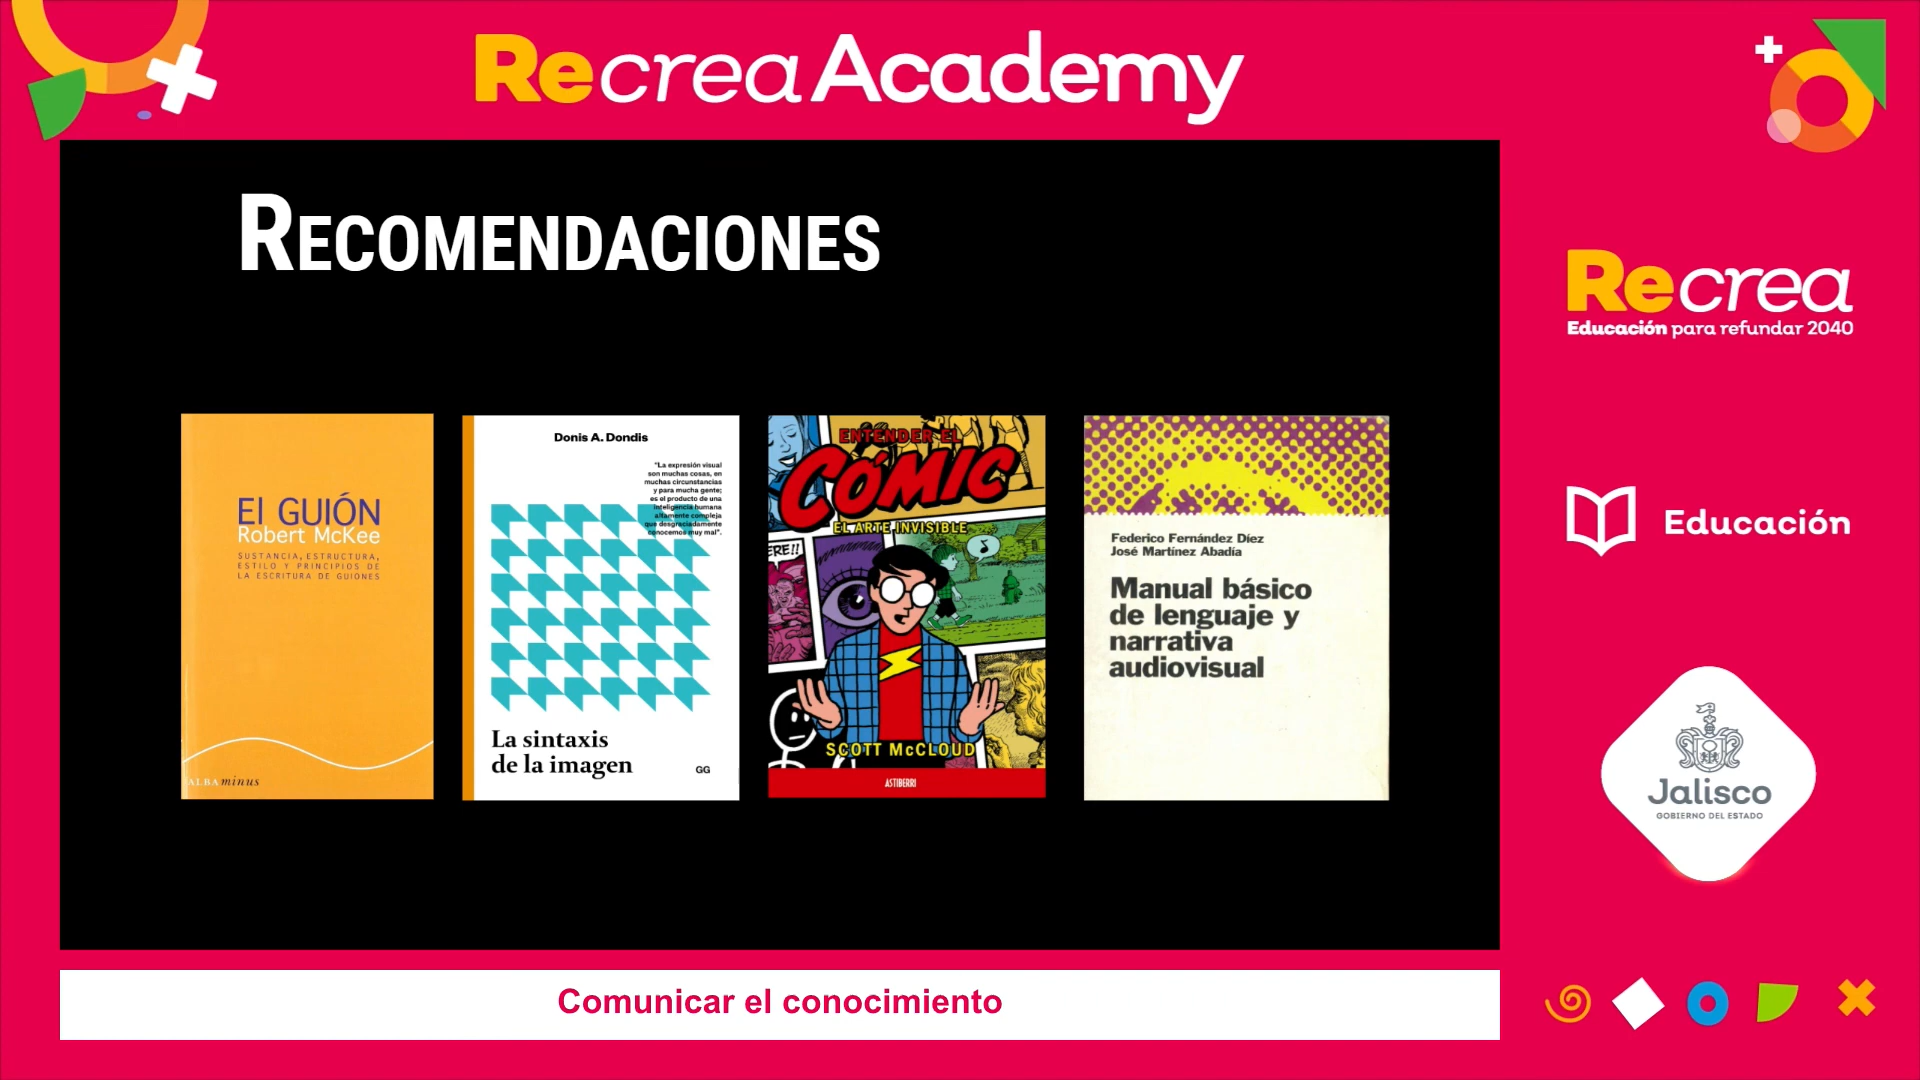 Recrea Academy
RECOMENDACIONES
El GUIÓN
Robert McKee
SUSTANCIA, ESTRUCTURA,
ESTILO Y PRINCIPIOS DE
LA ESCRITURA DE GUIONES
ALBA minus
Donis A. Dondis
"La expresión visual
son muchas cosas, en
muchas circunstancias
y para mucha gente;
es el producto de una
inteligencia humana
altamente compleja
que desgraciadamente
conocemos muy mal".
La sintaxis
de la imagen
GG
ENTENDER EL
CÓMIC
EL ARTE INVISIBLE
ERE!!
SCOTT McCLOUD
ASTIBERRI
Federico Fernández Díez
José Martínez Abadía
Manual básico
de lenguaje y
narrativa
audiovisual
Recrea
Educación para refundar 2040
Educación
Jalisco
GOBIERNO DEL ESTADO
Comunicar el conocimiento